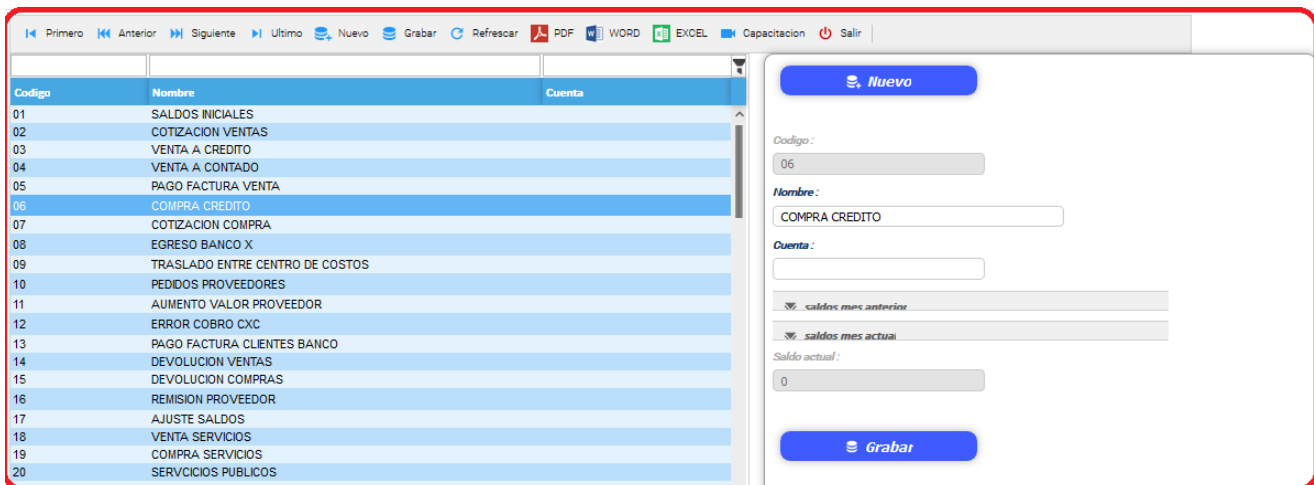 Primero Anterior Siguiente Ultimo Nuevo Grabar Refrescar PDF WORD EXCEL Capacitacion Salir
Codigo Nombre Cuenta
01 SALDOS INICIALES
02 COTIZACION VENTAS
03 VENTA A CREDITO
04 VENTA A CONTADO
05 PAGO FACTURA VENTA
06 COMPRA CREDITO
07 COTIZACION COMPRA
08 EGRESO BANCO X
09 TRASLADO ENTRE CENTRO DE COSTOS
10 PEDIDOS PROVEEDORES
11 AUMENTO VALOR PROVEEDOR
12 ERROR COBRO CXC
13 PAGO FACTURA CLIENTES BANCO
14 DEVOLUCION VENTAS
15 DEVOLUCION COMPRAS
16 REMISION PROVEEDOR
17 AJUSTE SALDOS
18 VENTA SERVICIOS
19 COMPRA SERVICIOS
20 SERVCICIOS PUBLICOS
Nuevo
Codigo :
06
Nombre :
COMPRA CREDITO
Cuenta :
saldos mes anterior
saldos mes actual
Saldo actual :
0
Grabar